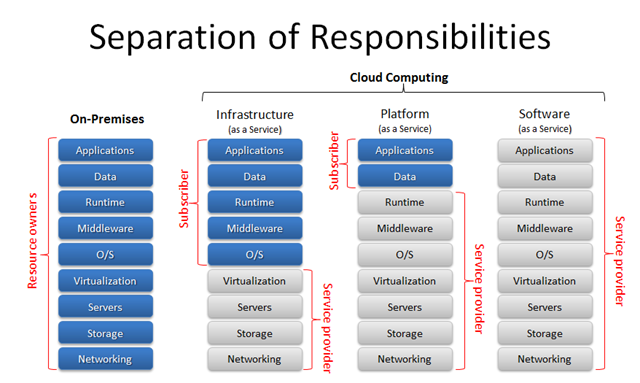 Separation of Responsibilities
Cloud Computing
On-Premises
Infrastructure
(as a Service)
Platform
(as a Service)
Software
(as a Service)
Resource owners
Applications
Data
Runtime
Middleware
O/S
Virtualization
Servers
Storage
Networking
Subscriber
Applications
Data
Runtime
Middleware
O/S
Virtualization
Servers
Storage
Networking
Service provider
Subscriber
Applications
Data
Runtime
Middleware
O/S
Virtualization
Servers
Storage
Networking
Service provider
Applications
Data
Runtime
Middleware
O/S
Virtualization
Servers
Storage
Networking
Service provider